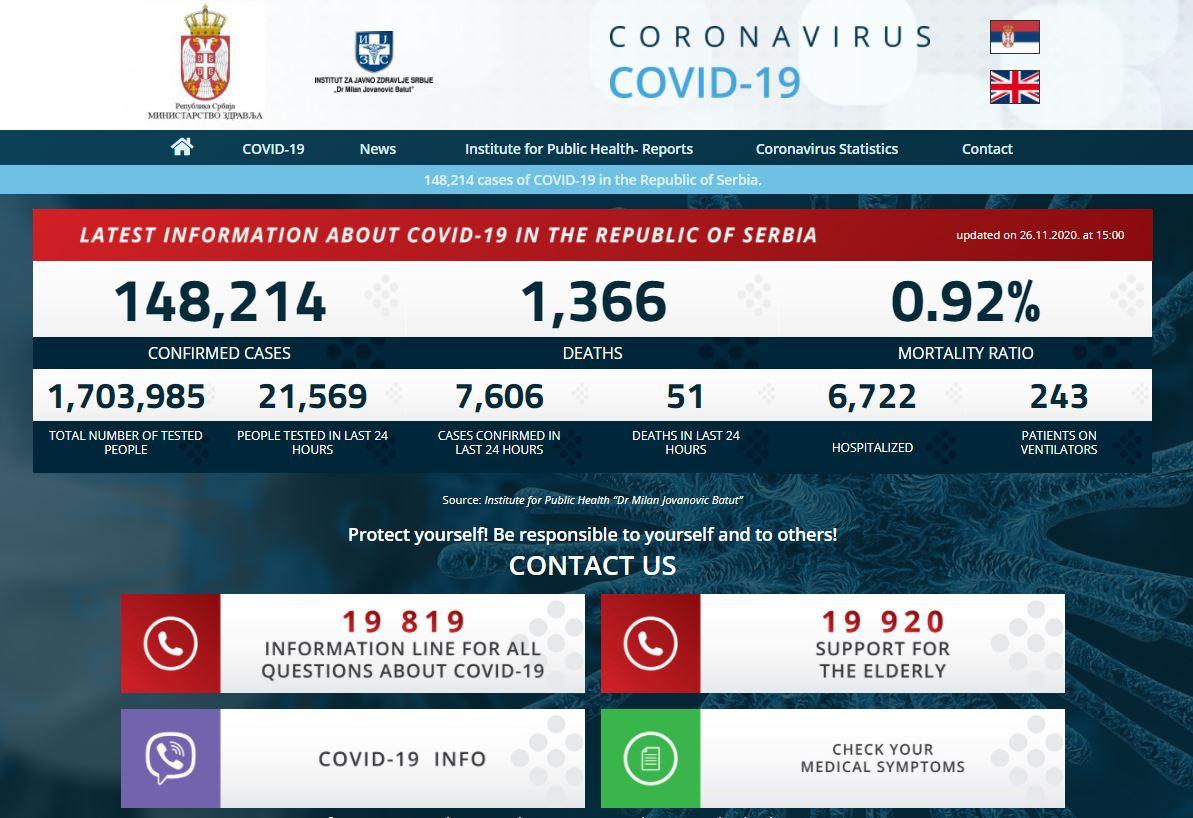 Република Србија
МИНИСТАРСТВО ЗДРАВЉА
И Ј
З С
INSTITUT ZA JAVNO ZDRAVLJE SRBIJE
„Dr Milan Jovanović Batut"
CORONAVIRUS
COVID-19
COVID-19 News Institute for Public Health- Reports Coronavirus Statistics Contact
148,214 cases of COVID-19 in the Republic of Serbia.
LATEST INFORMATION ABOUT COVID-19 IN THE REPUBLIC OF SERBIA updated on 26.11.2020. at 15:00
148,214 1,366 0.92%
CONFIRMED CASES DEATHS MORTALITY RATIO
1,703,985 21,569 7,606 51 6,722 243
TOTAL NUMBER OF TESTED PEOPLE IN LAST 24 CASES CONFIRMED IN DEATHS IN LAST 24 HOSPITALIZED PATIENTS ON
PEOPLE HOURS LAST 24 HOURS HOURS VENTILATORS
Source: Institute for Public Health "Dr Milan Jovanovic Batut"
Protect yourself! Be responsible to yourself and to others!
CONTACT US
19 819
INFORMATION LINE FOR ALL
QUESTIONS ABOUT COVID-19
19 920
SUPPORT FOR
THE ELDERLY
COVID-19 INFO
CHECK YOUR
MEDICAL SYMPTOMS